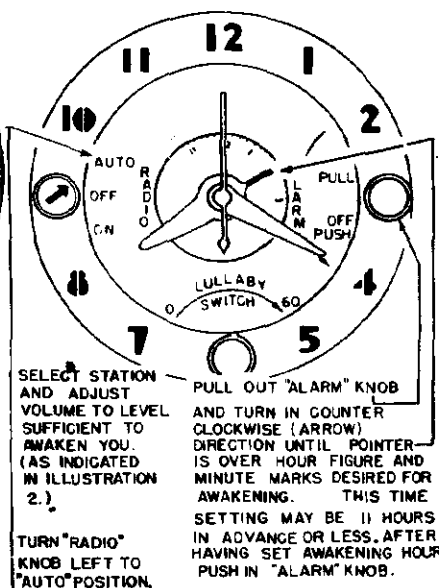 12
11
1
10
2
AUTO
RADIO
OFF
ON
12
ALARM
PULL
OFF
PUSH
8
4
LULLABY
0 SWITCH 60
7
5
SELECT STATION
AND ADJUST
VOLUME TO LEVEL
SUFFICIENT TO
AWAKEN YOU.
(AS INDICATED
IN ILLUSTRATION
2.)
TURN "RADIO"
KNOB LEFT TO
"AUTO" POSITION.
PULL OUT "ALARM" KNOB
AND TURN IN COUNTER
CLOCKWISE (ARROW)
DIRECTION UNTIL POINTER
IS OVER HOUR FIGURE AND
MINUTE MARKS DESIRED FOR
AWAKENING. THIS TIME
SETTING MAY BE 11 HOURS
IN ADVANCE OR LESS. AFTER
HAVING SET AWAKENING HOUR
PUSH IN "ALARM" KNOB.